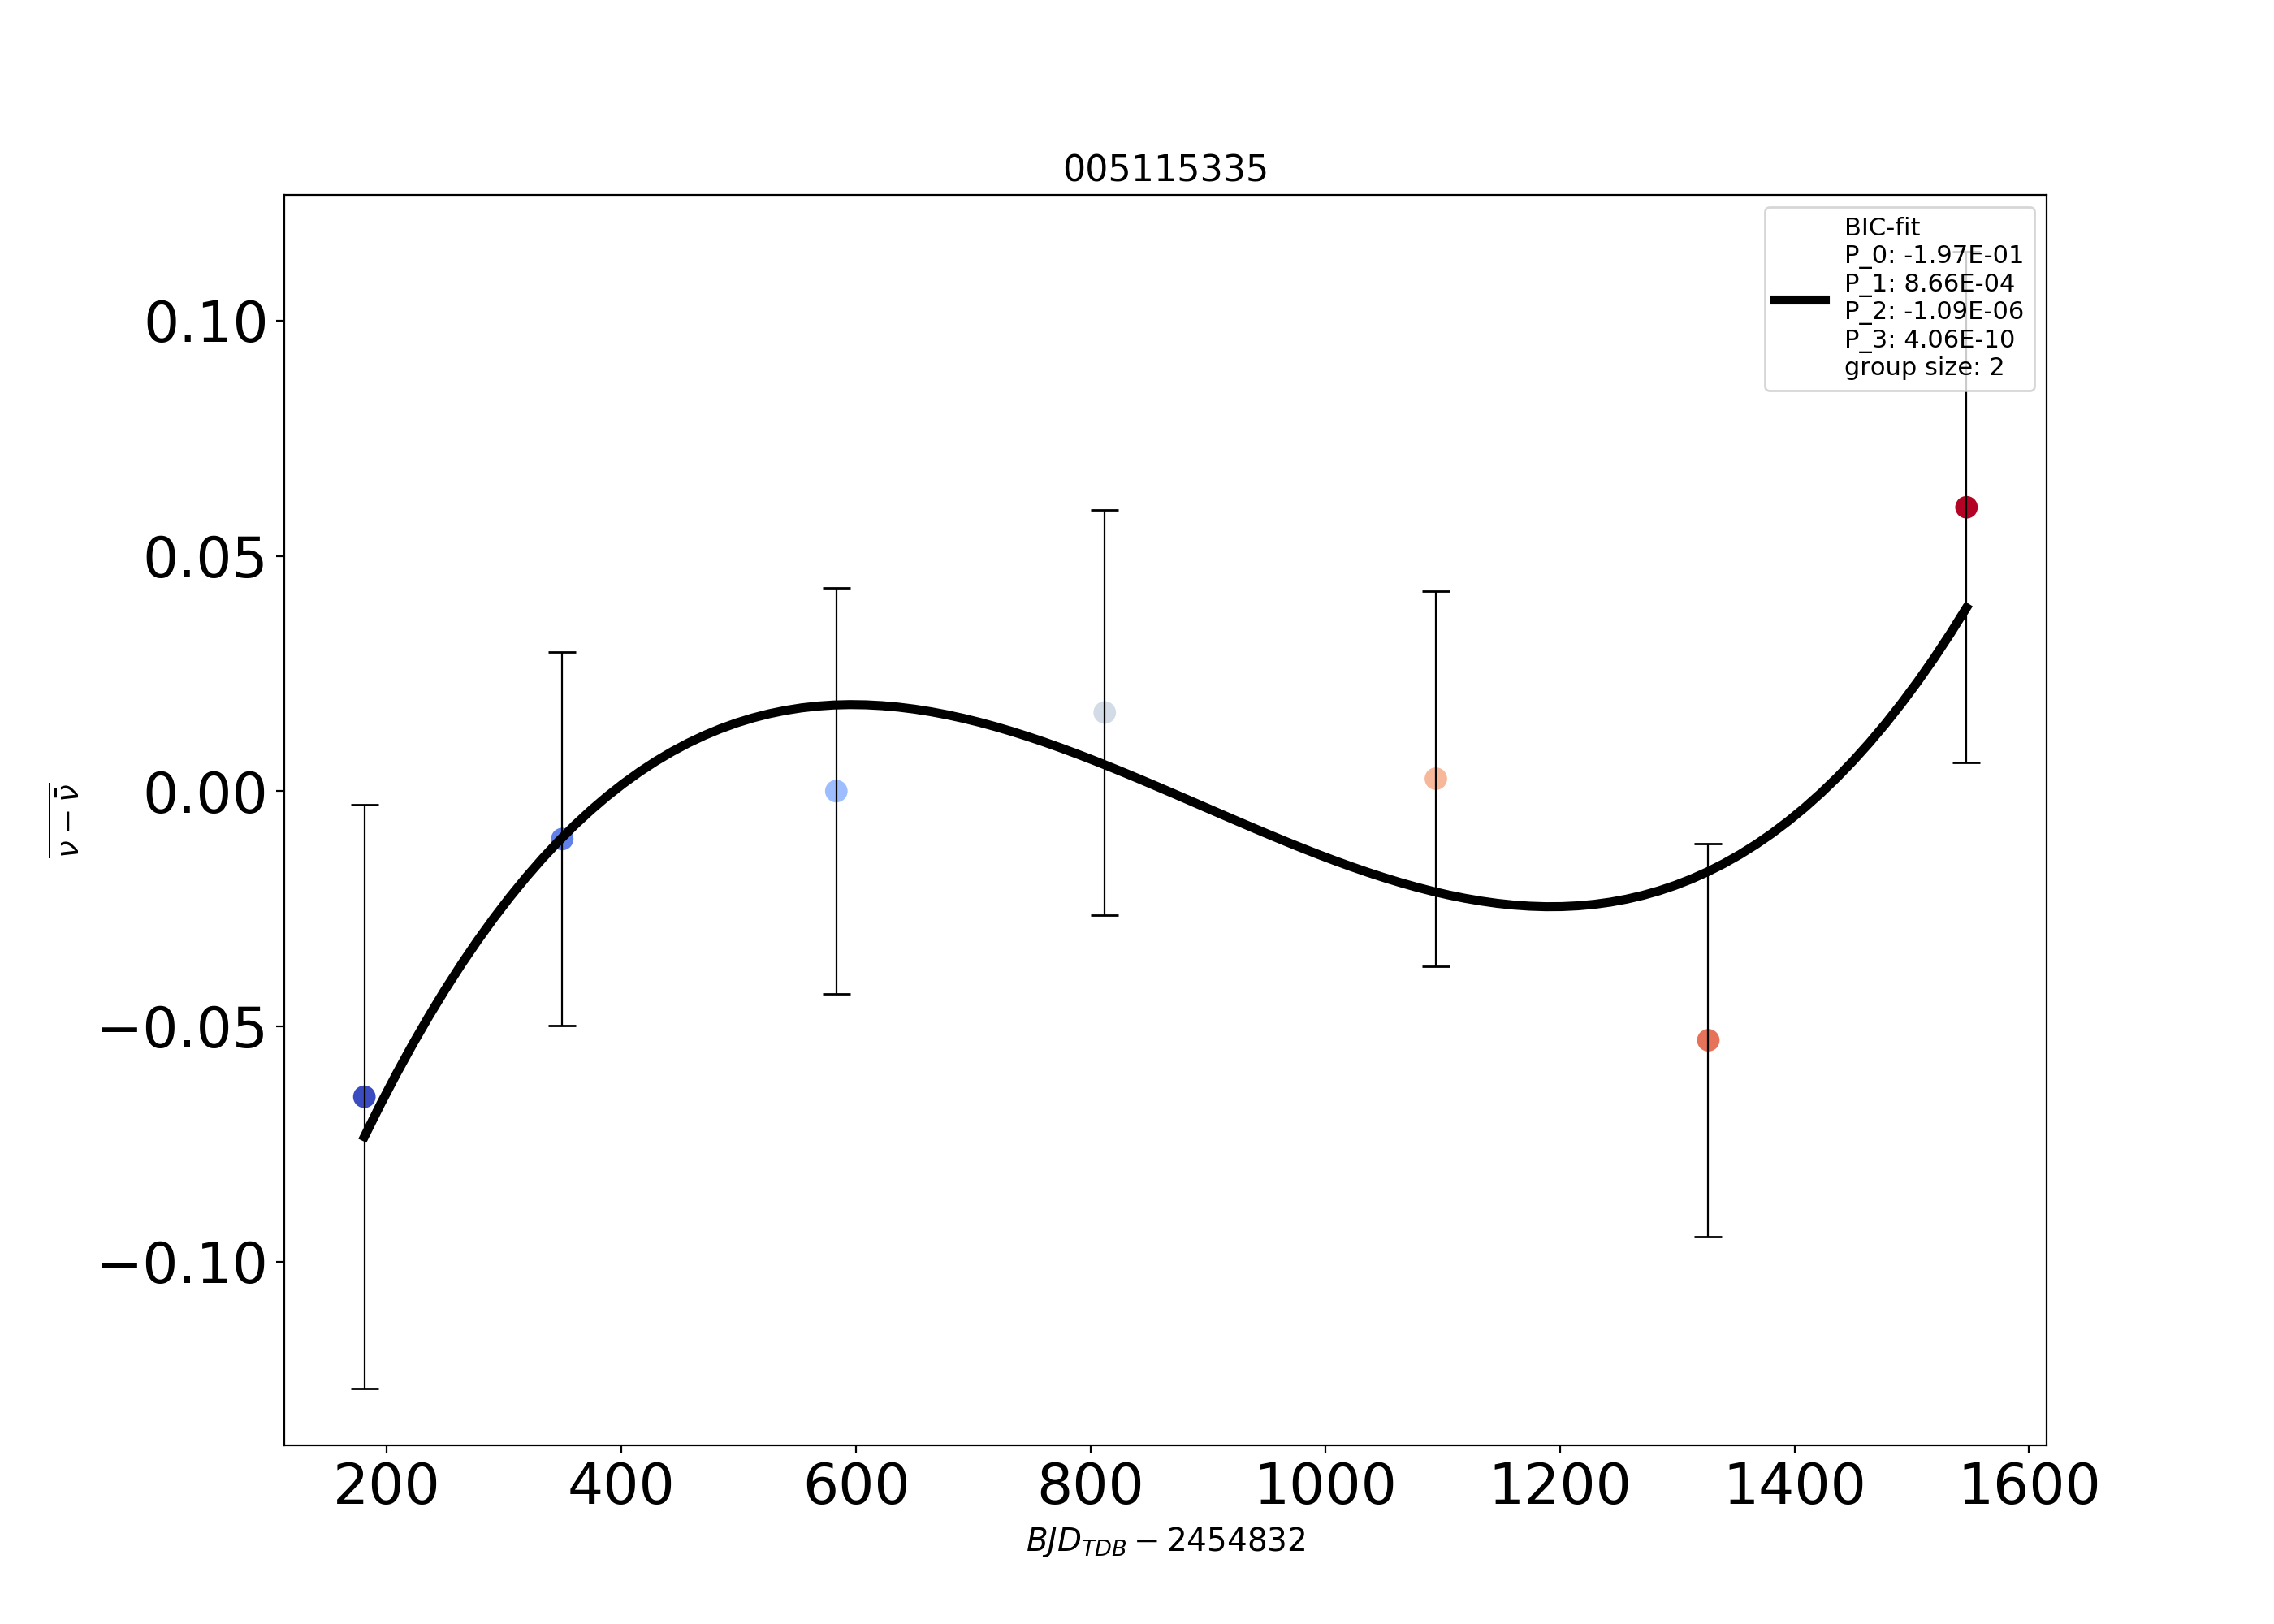 005115335
BIC-fit
P_0: -1.97E-01
P_1: 8.66E-04
P_2: -1.09E-06
P_3: 4.06E-10
group size: 2
0.10
0.05
0.00
−0.05
−0.10
ν − ν̄
200 400 600 800 1000 1200 1400 1600
BJD_TDB − 2454832